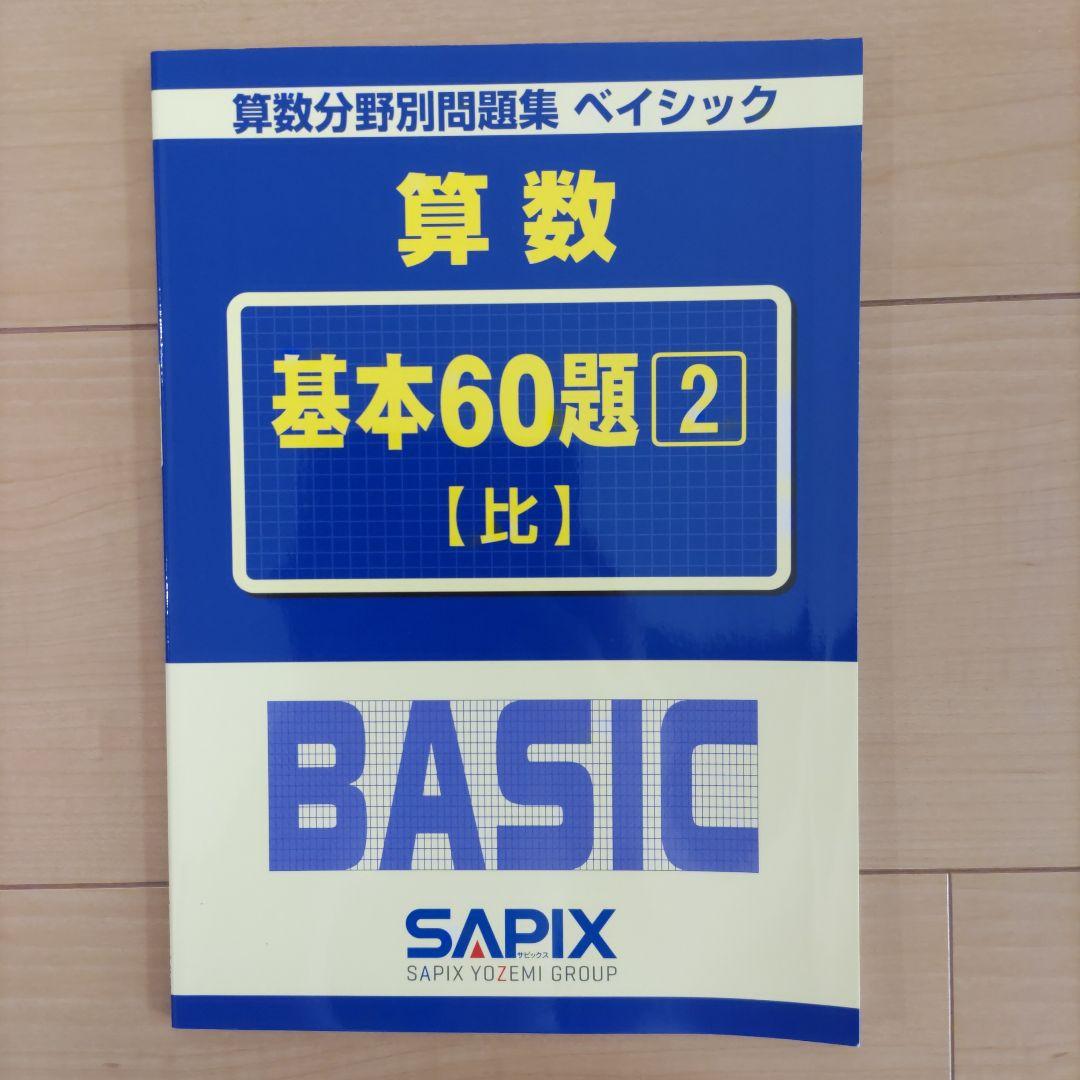 算数分野別問題集 ベイシック
算数
基本60題 2
【比】
BASIC
SAPIX
サピックス
SAPIX YOZEMI GROUP